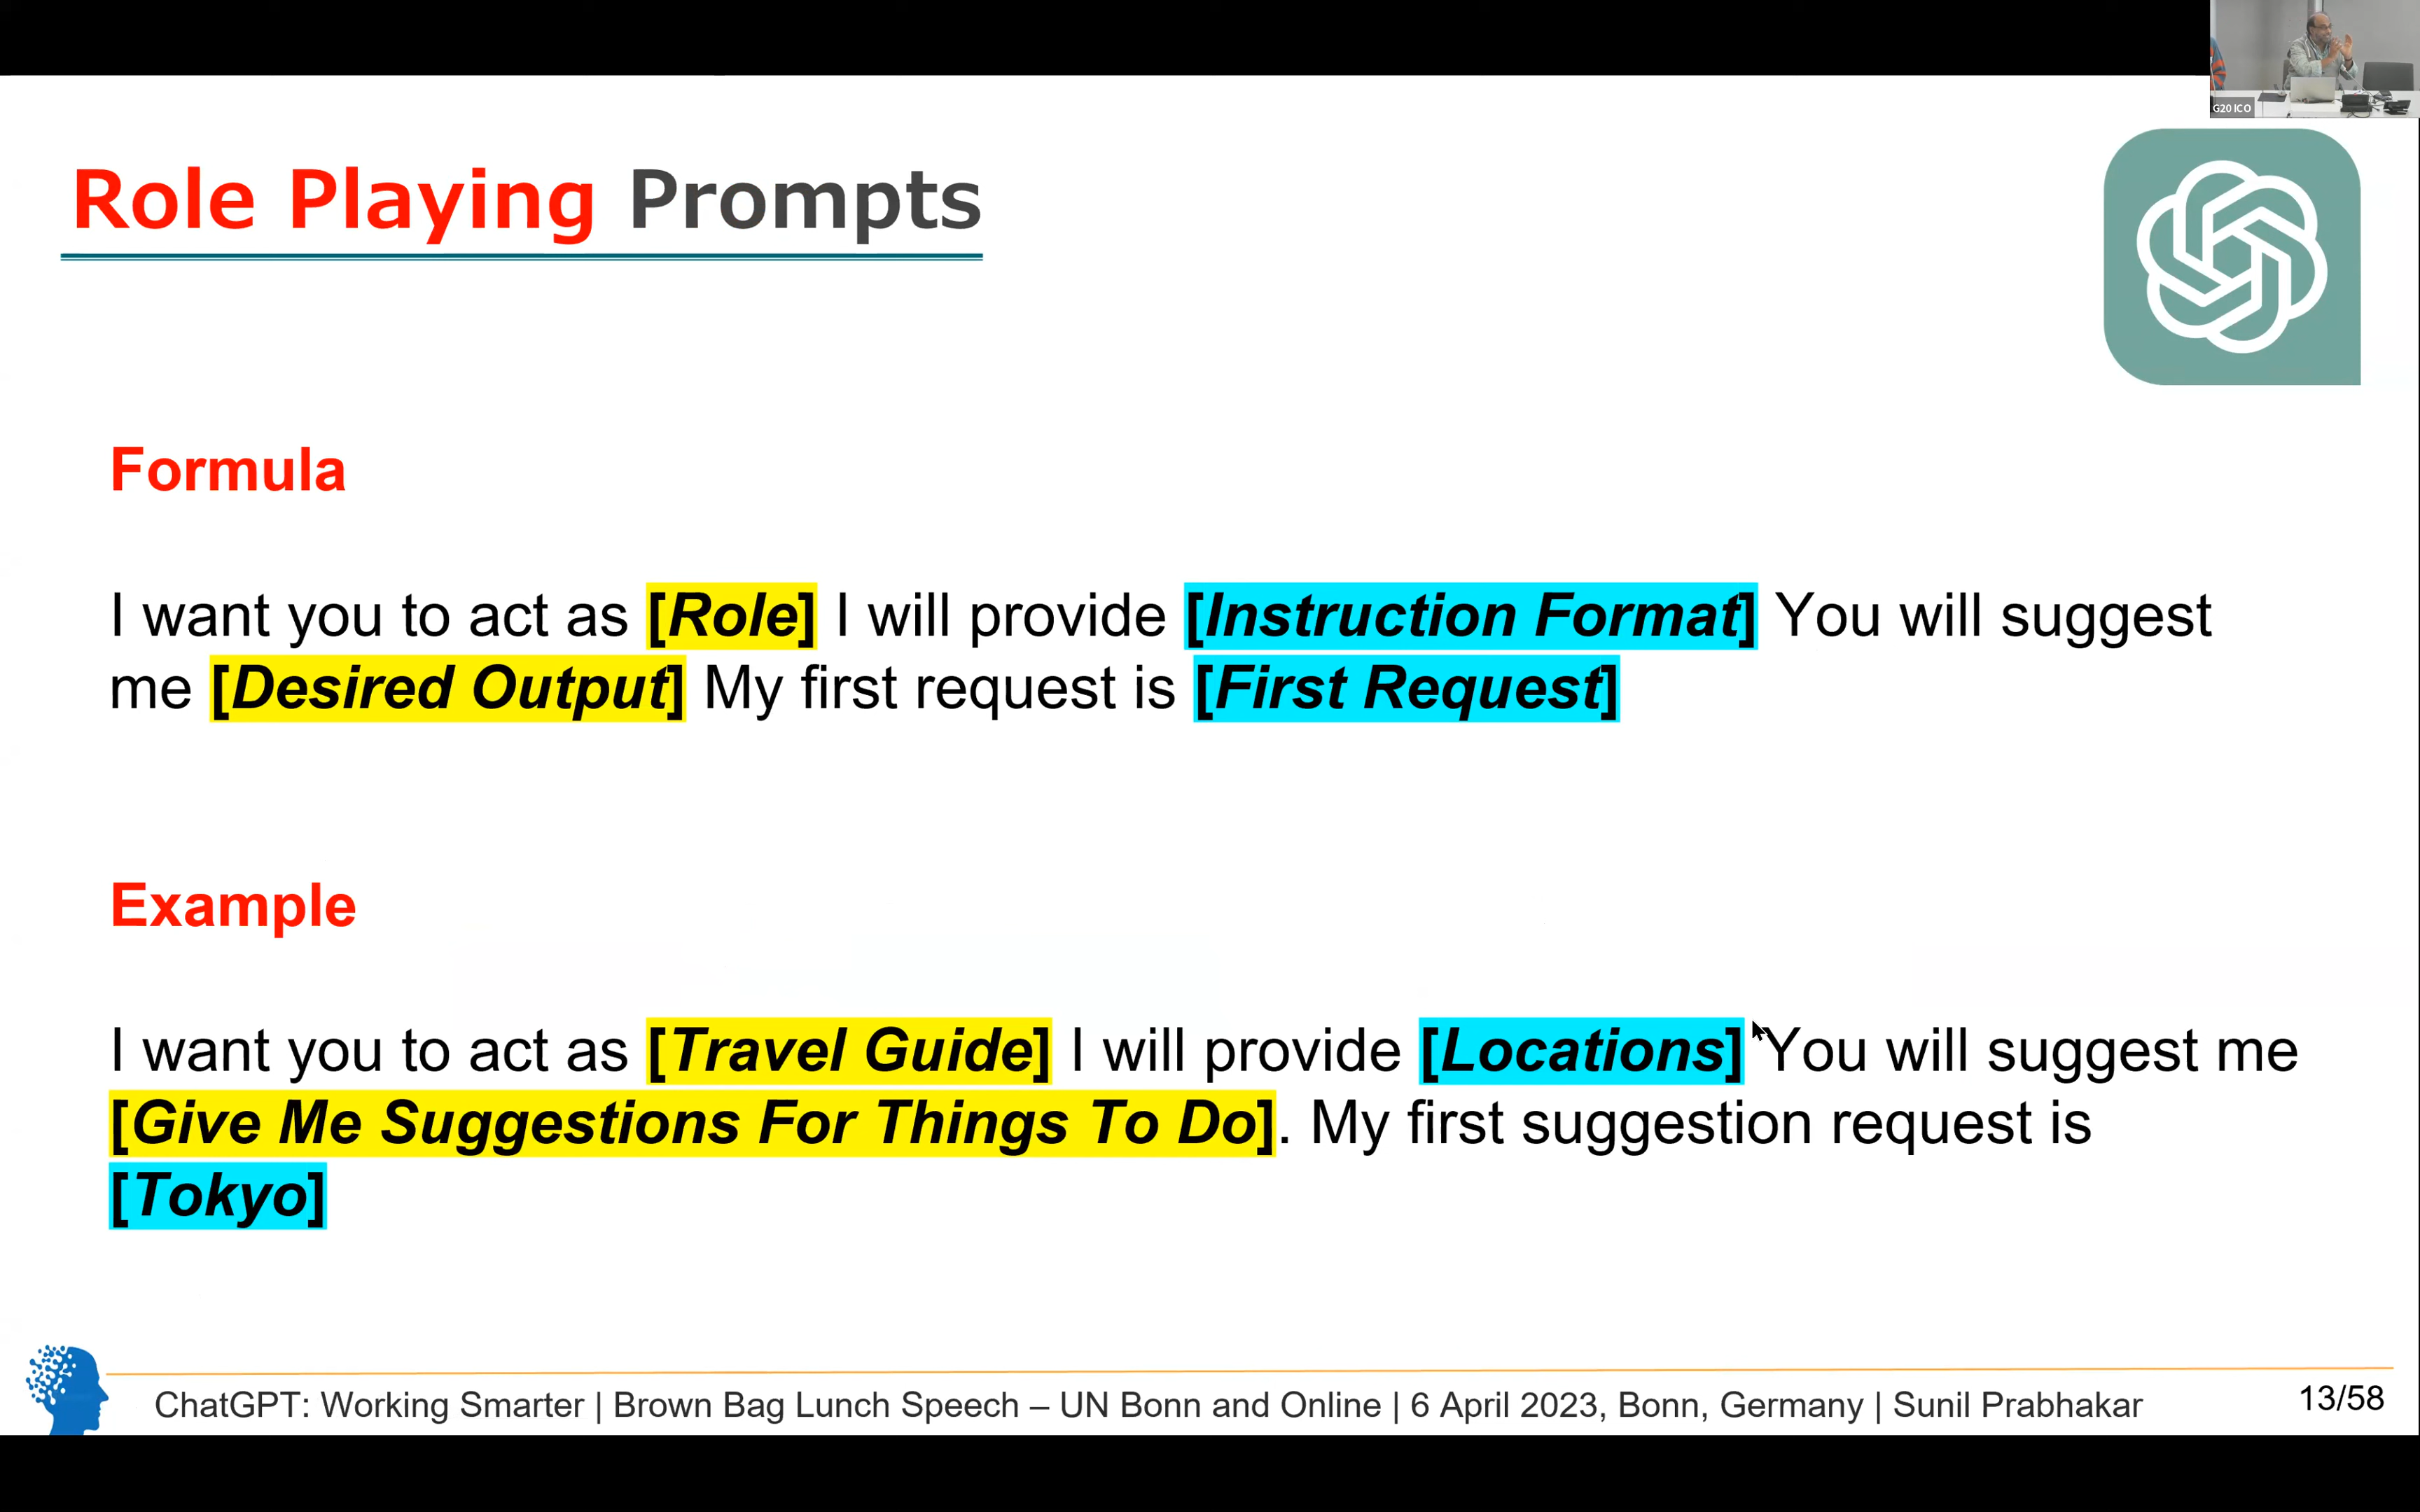 G20 ICO
Role Playing Prompts
Formula
I want you to act as [Role] I will provide [Instruction Format] You will suggest
me [Desired Output] My first request is [First Request]
Example
I want you to act as [Travel Guide] I will provide [Locations] You will suggest me
[Give Me Suggestions For Things To Do]. My first suggestion request is
[Tokyo]
ChatGPT: Working Smarter | Brown Bag Lunch Speech – UN Bonn and Online | 6 April 2023, Bonn, Germany | Sunil Prabhakar
13/58